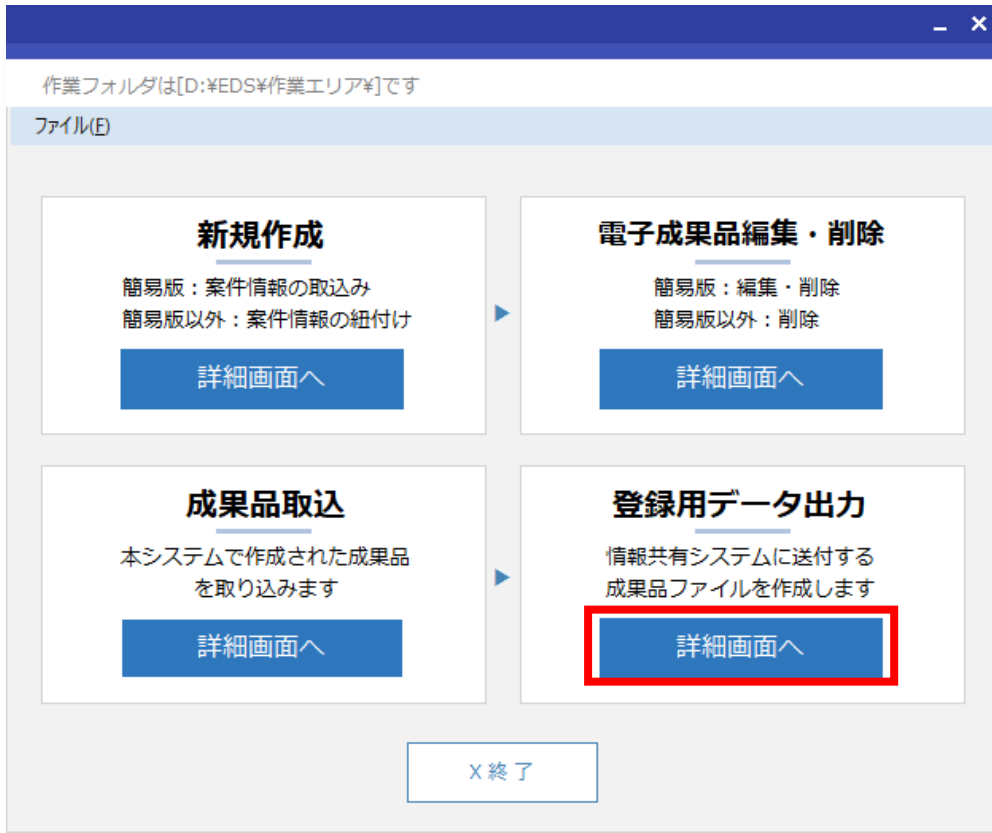 作業フォルダは[D:¥EDS¥作業エリア¥]です
ファイル(F)
新規作成
簡易版：案件情報の取込み
簡易版以外：案件情報の紐付け
詳細画面へ
電子成果品編集・削除
簡易版：編集・削除
簡易版以外：削除
詳細画面へ
成果品取込
本システムで作成された成果品
を取り込みます
詳細画面へ
登録用データ出力
情報共有システムに送付する
成果品ファイルを作成します
詳細画面へ
X 終 了